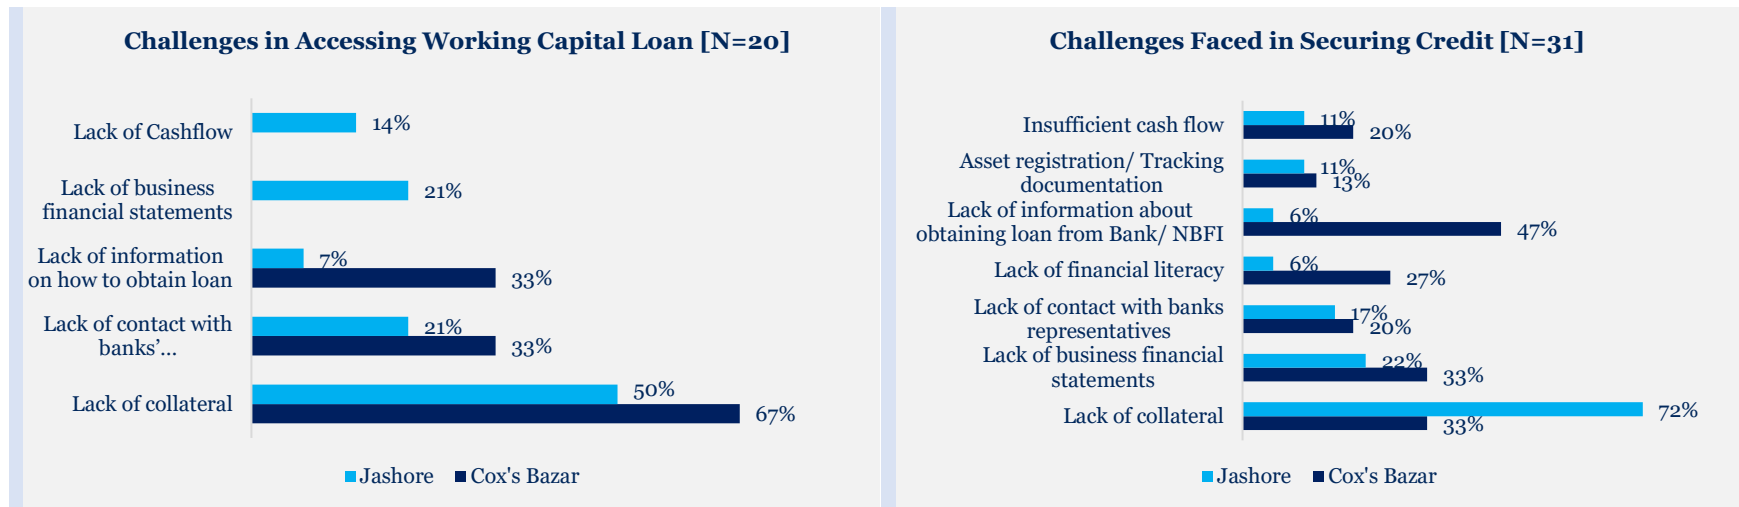 Challenges in Accessing Working Capital Loan [N=20]
Lack of Cashflow
14%
Lack of business
financial statements
21%
Lack of information
on how to obtain loan
7%
33%
Lack of contact with
banks’...
21%
33%
Lack of collateral
50%
67%
Jashore
Cox's Bazar
Challenges Faced in Securing Credit [N=31]
Insufficient cash flow
11%
20%
Asset registration/ Tracking
documentation
11%
13%
Lack of information about
obtaining loan from Bank/ NBFI
6%
47%
Lack of financial literacy
6%
27%
Lack of contact with banks
representatives
17%
20%
Lack of business financial
statements
22%
33%
Lack of collateral
72%
33%
Jashore
Cox's Bazar